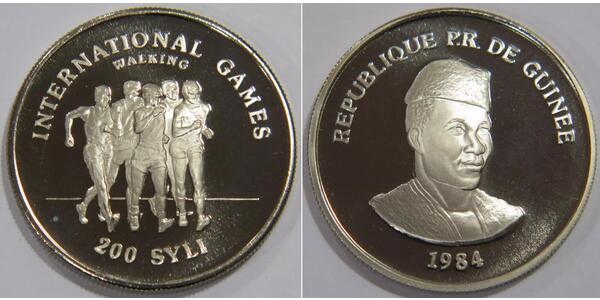 INTERNATIONAL GAMES
WALKING
200 SYLI
REPUBLIQUE P.R. DE GUINEE
1984